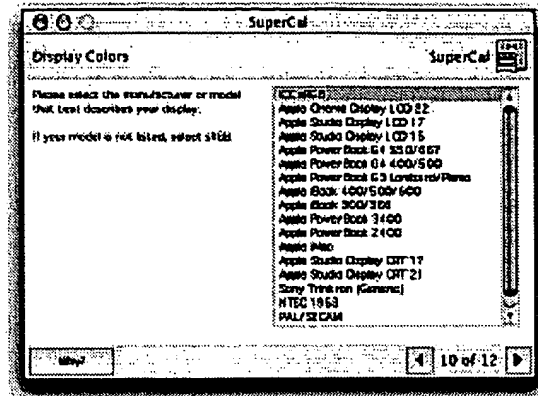 SuperCal
Display Colors
SuperCal
Please select the manufacturer or model
that best describes your display.
If your model is not listed, select sRGB
ICC sRGB
Apple Cinema Display LCD 22
Apple Studio Display LCD 17
Apple Studio Display LCD 15
Apple PowerBook G4 550/667
Apple PowerBook G4 400/500
Apple PowerBook G3 Lombard/Pismo
Apple iBook 400/500/600
Apple iBook 300/366
Apple PowerBook 3400
Apple PowerBook 2400
Apple iMac
Apple Studio Display CRT 17
Apple Studio Display CRT 21
Sony Trinitron (Generic)
NTSC 1953
PAL/SECAM
Why?
10 of 12